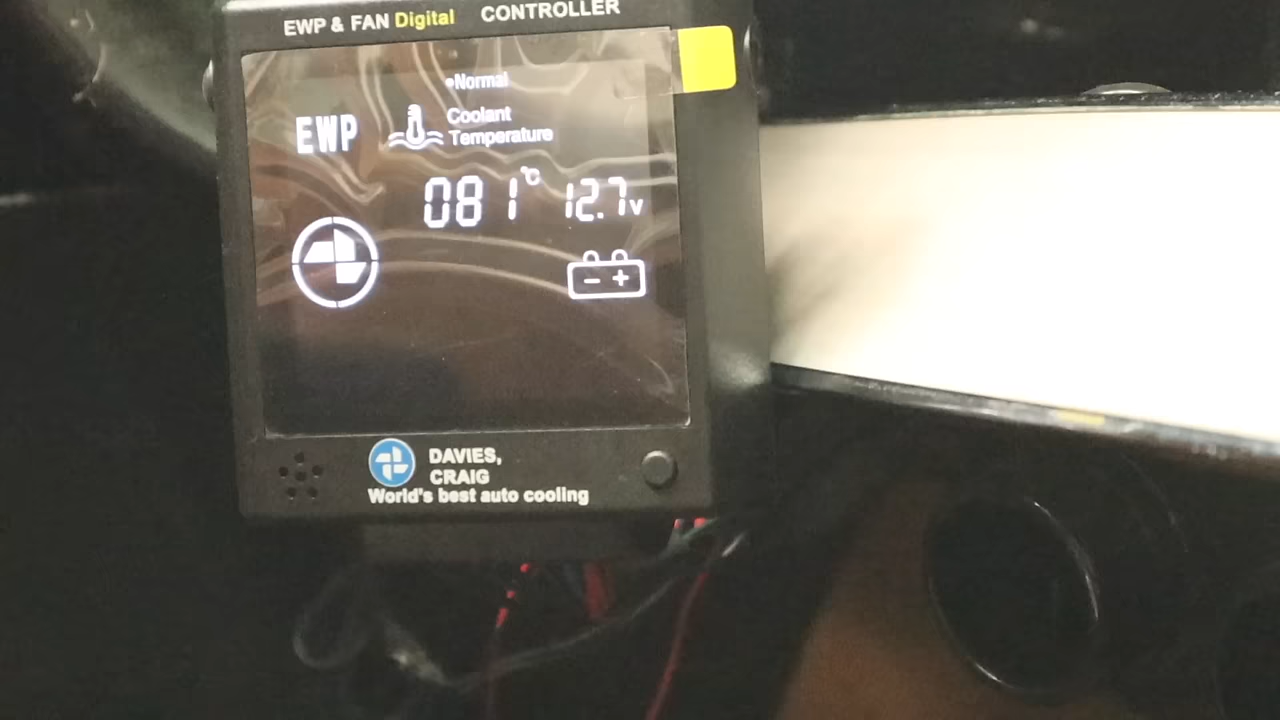 EWP & FAN Digital CONTROLLER
•Normal
EWP
Coolant
Temperature
081°C 12.7v
- +
DAVIES,
CRAIG
World's best auto cooling